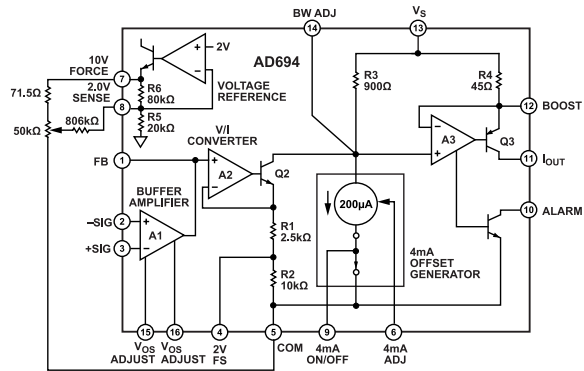 BW ADJ
14
VS
13
10V
FORCE
7
2.0V
SENSE
8
71.5Ω
806kΩ
50kΩ
2V
AD694
VOLTAGE
REFERENCE
R6
80kΩ
R5
20kΩ
R3
900Ω
R4
45Ω
12
BOOST
A3
Q3
11
IOUT
V/I
CONVERTER
FB
1
A2
Q2
BUFFER
AMPLIFIER
–SIG
2
+
A1
+SIG
3
–
R1
2.5kΩ
R2
10kΩ
200µA
10
ALARM
4mA
OFFSET
GENERATOR
15
16
4
5
9
6
VOS
ADJUST
VOS
ADJUST
2V
FS
COM
4mA
ON/OFF
4mA
ADJ